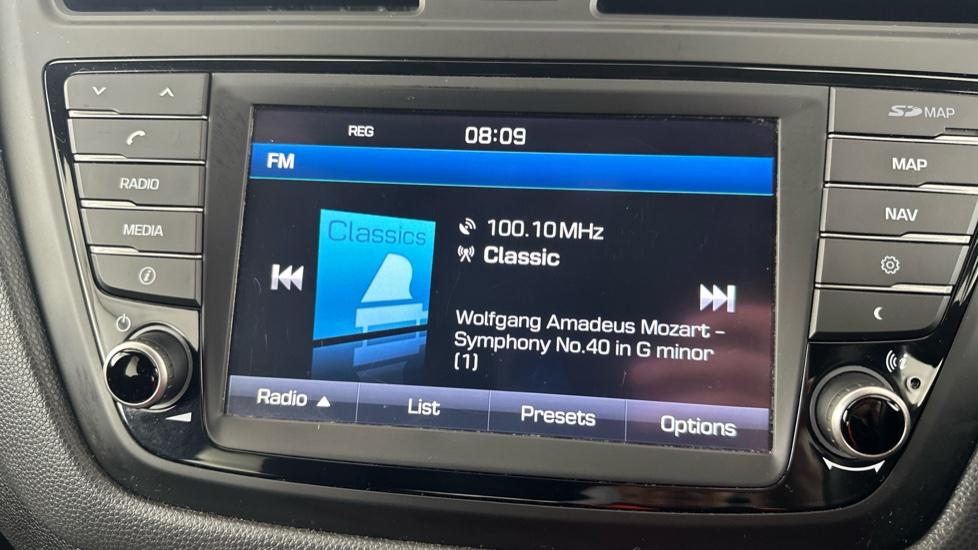 REG 08:09
FM
Classics
100.10MHz
Classic
Wolfgang Amadeus Mozart -
Symphony No.40 in G minor
(1)
Radio ▲ List Presets Options
RADIO
MEDIA
SD MAP
MAP
NAV